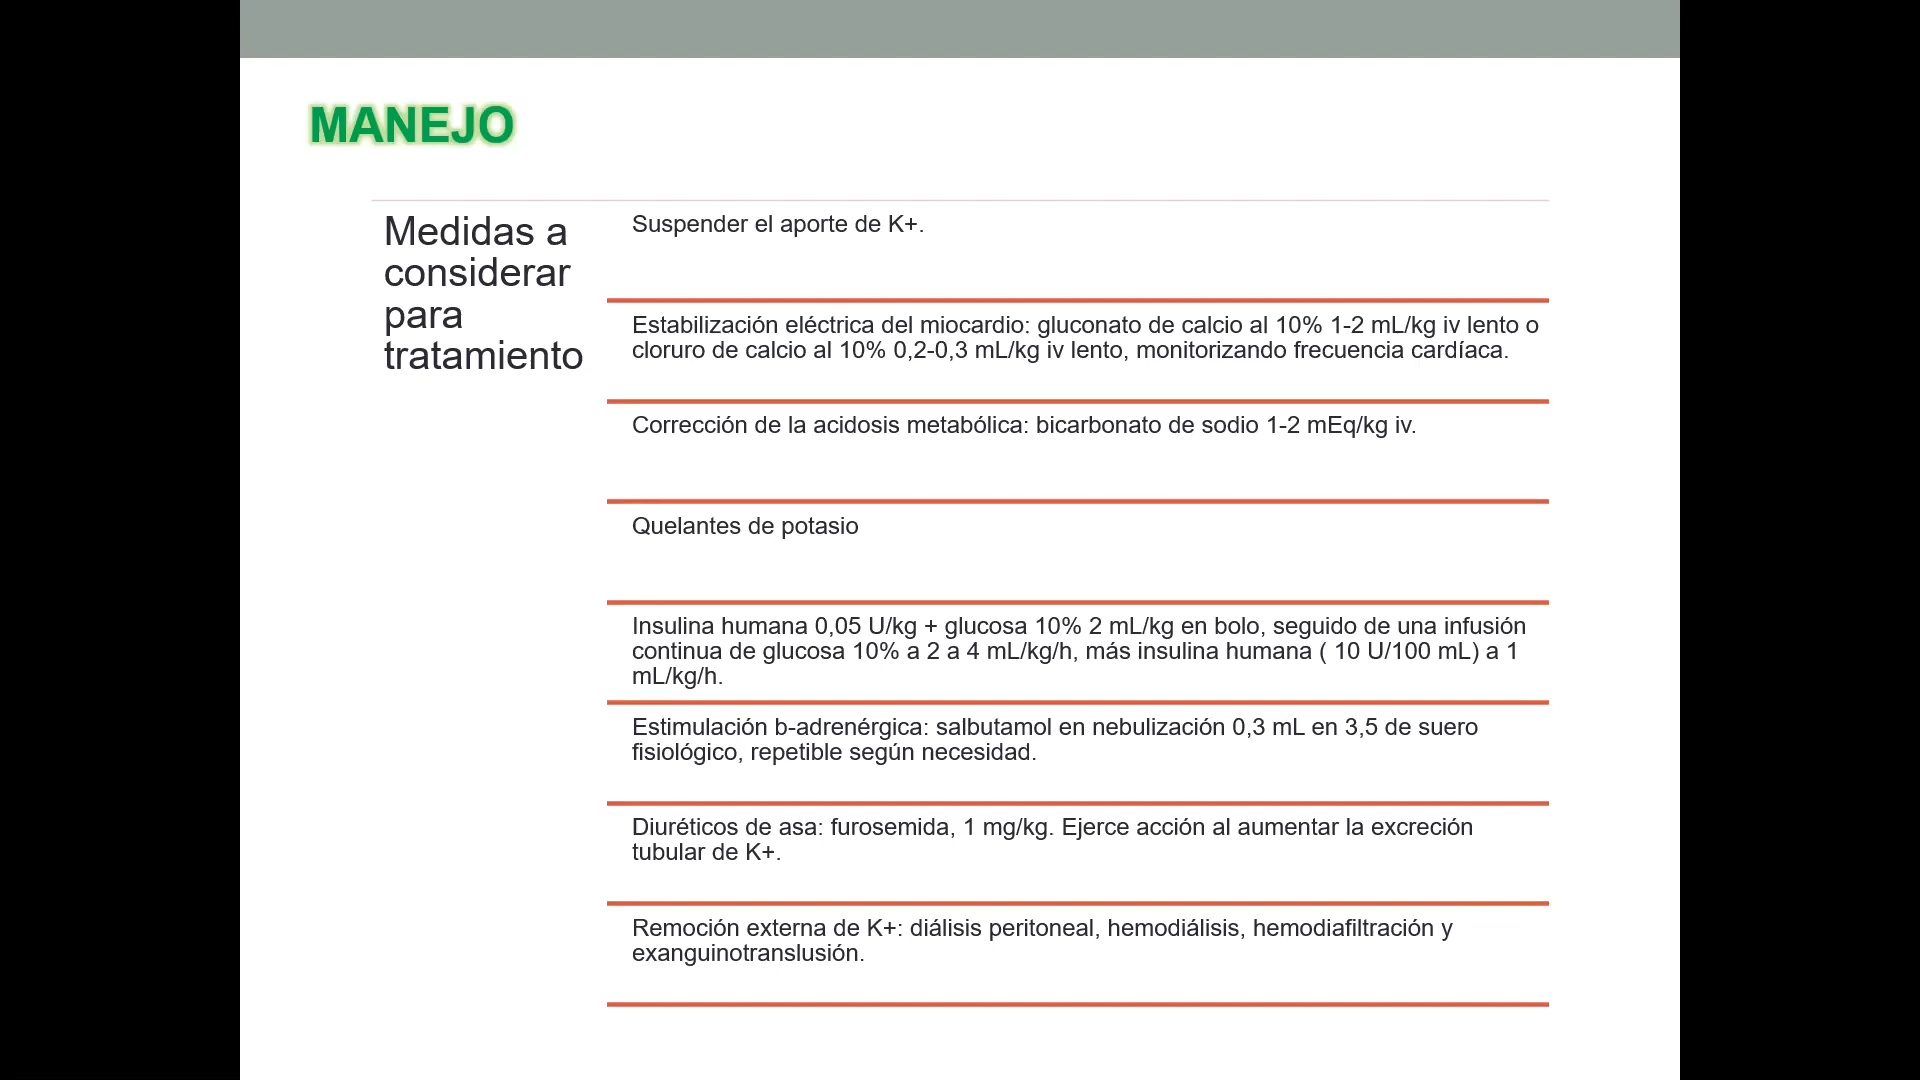 MANEJO
Medidas a
considerar
para
tratamiento
Suspender el aporte de K+.
Estabilización eléctrica del miocardio: gluconato de calcio al 10% 1-2 mL/kg iv lento o
cloruro de calcio al 10% 0,2-0,3 mL/kg iv lento, monitorizando frecuencia cardíaca.
Corrección de la acidosis metabólica: bicarbonato de sodio 1-2 mEq/kg iv.
Quelantes de potasio
Insulina humana 0,05 U/kg + glucosa 10% 2 mL/kg en bolo, seguido de una infusión
continua de glucosa 10% a 2 a 4 mL/kg/h, más insulina humana ( 10 U/100 mL) a 1
mL/kg/h.
Estimulación b-adrenérgica: salbutamol en nebulización 0,3 mL en 3,5 de suero
fisiológico, repetible según necesidad.
Diuréticos de asa: furosemida, 1 mg/kg. Ejerce acción al aumentar la excreción
tubular de K+.
Remoción externa de K+: diálisis peritoneal, hemodiálisis, hemodiafiltración y
exanguinotranslusión.